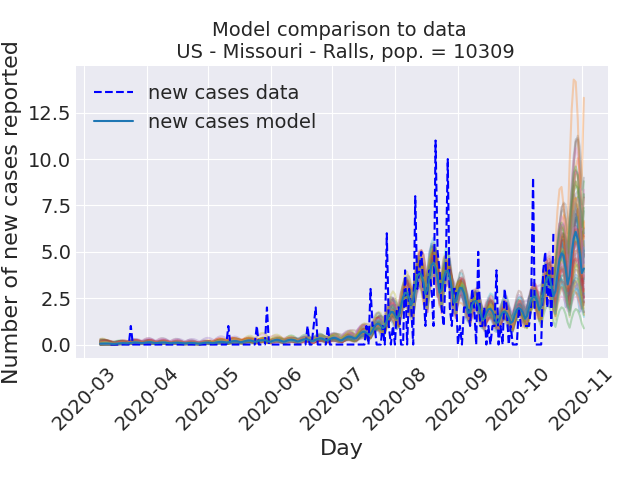 Model comparison to data
US - Missouri - Ralls, pop. = 10309
Number of new cases reported
12.5
10.0
7.5
5.0
2.5
0.0
new cases data
new cases model
2020-03
2020-04
2020-05
2020-06
2020-07
2020-08
2020-09
2020-10
2020-11
Day